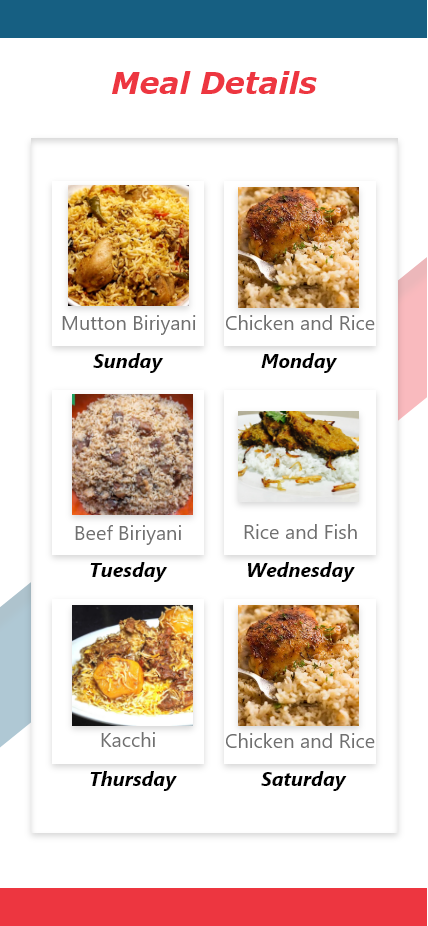 Meal Details
Mutton Biriyani
Chicken and Rice
Sunday
Monday
Beef Biriyani
Rice and Fish
Tuesday
Wednesday
Kacchi
Chicken and Rice
Thursday
Saturday